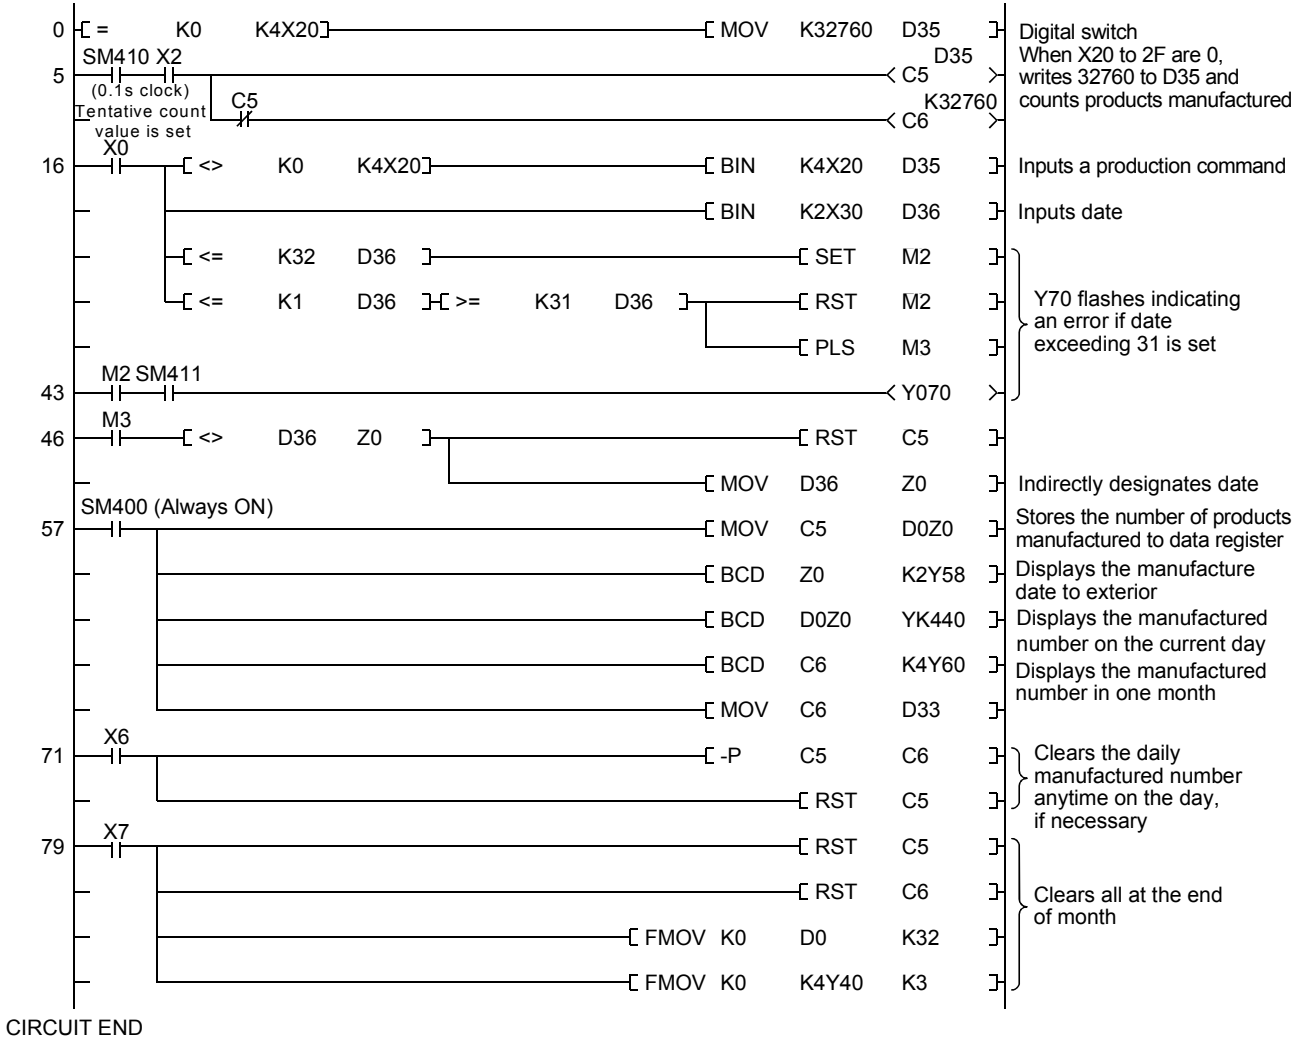 0 = K0 K4X20 MOV K32760 D35 Digital switch
SM410 X2 D35 When X20 to 2F are 0,
5 C5 writes 32760 to D35 and
(0.1s clock) C5 K32760 counts products manufactured
Tentative count C6
value is set
X0
16 <> K0 K4X20 BIN K4X20 D35 Inputs a production command
BIN K2X30 D36 Inputs date
<= K32 D36 SET M2
<= K1 D36 >= K31 D36 RST M2 Y70 flashes indicating
an error if date
PLS M3 exceeding 31 is set
M2 SM411
43 Y070
M3
46 <> D36 Z0 RST C5
MOV D36 Z0 Indirectly designates date
SM400 (Always ON)
57 MOV C5 D0Z0 Stores the number of products
manufactured to data register
BCD Z0 K2Y58 Displays the manufacture
date to exterior
BCD D0Z0 YK440 Displays the manufactured
number on the current day
BCD C6 K4Y60 Displays the manufactured
number in one month
MOV C6 D33
X6
71 -P C5 C6 Clears the daily
manufactured number
RST C5 anytime on the day,
if necessary
X7
79 RST C5
RST C6 Clears all at the end
of month
FMOV K0 D0 K32
FMOV K0 K4Y40 K3
CIRCUIT END